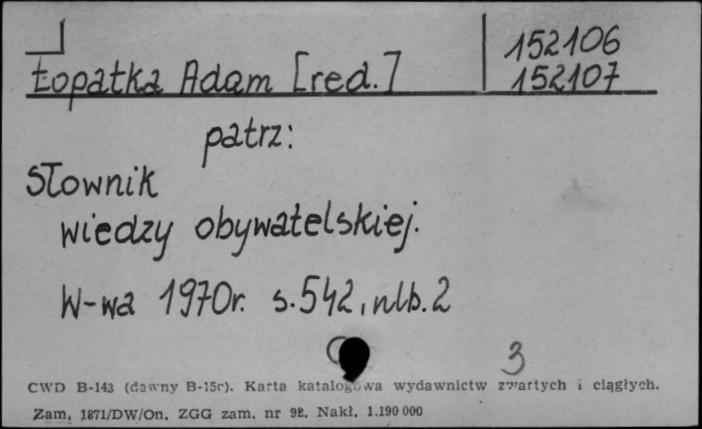 152106
Łopatka Adam [red.] 152107
patrz:
Słownik
wiedzy obywatelskiej.
W-wa 1970r. s.542, nlb. 2
3
CWD B-143 (dawny B-15c). Karta katalogowa wydawnictw zwartych i ciągłych.
Zam. 1871/DW/On. ZGG zam. nr 92. Nakł. 1.190 000